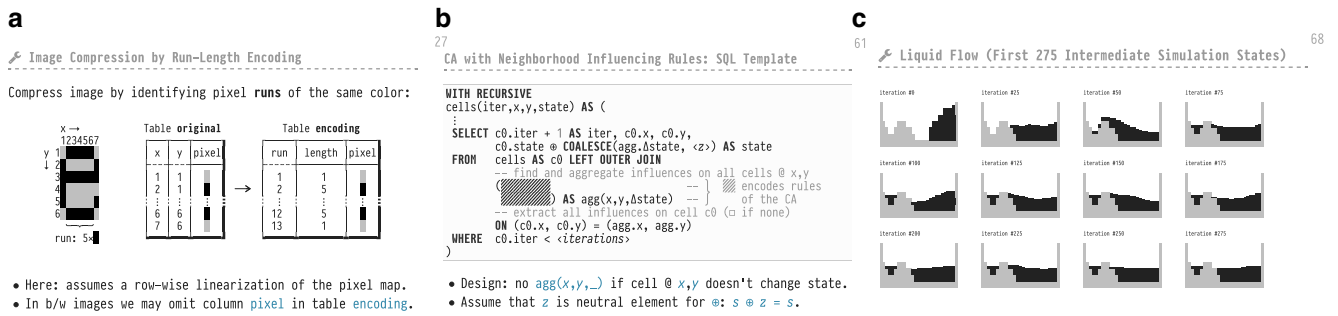 a
Image Compression by Run–Length Encoding
Compress image by identifying pixel runs of the same color:
x →
1234567
y 1
↓ 2
3
4
5
6
run: 5×
Table original
x y pixel
1 1
2 1
⋮ ⋮ ⋮
6 6
7 6
→
Table encoding
run length pixel
1 1
2 5
⋮ ⋮ ⋮
12 5
13 1
• Here: assumes a row-wise linearization of the pixel map.
• In b/w images we may omit column pixel in table encoding.
b
27
CA with Neighborhood Influencing Rules: SQL Template
WITH RECURSIVE
cells(iter,x,y,state) AS (
⋮
SELECT c0.iter + 1 AS iter, c0.x, c0.y,
c0.state ⊕ COALESCE(agg.Δstate, ‹z›) AS state
FROM cells AS c0 LEFT OUTER JOIN
-- find and aggregate influences on all cells @ x,y
( -- } encodes rules
) AS agg(x,y,Δstate) -- } of the CA
-- extract all influences on cell c0 (□ if none)
ON (c0.x, c0.y) = (agg.x, agg.y)
WHERE c0.iter < ‹iterations›
)
• Design: no agg(x,y,_) if cell @ x,y doesn't change state.
• Assume that z is neutral element for ⊕: s ⊕ z = s.
c
61
68
Liquid Flow (First 275 Intermediate Simulation States)
iteration #0 iteration #25 iteration #50 iteration #75
iteration #100 iteration #125 iteration #150 iteration #175
iteration #200 iteration #225 iteration #250 iteration #275